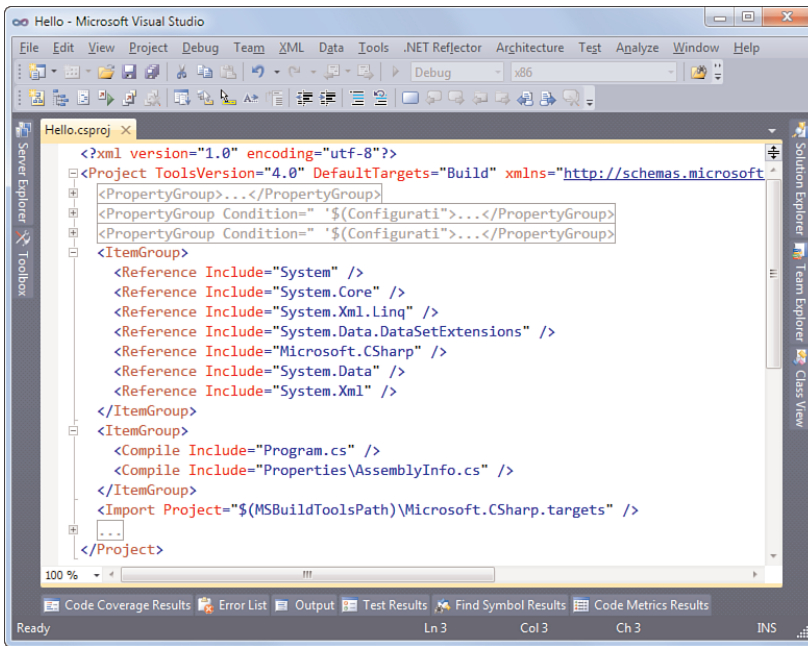 Hello - Microsoft Visual Studio
File Edit View Project Debug Team XML Data Tools .NET Reflector Architecture Test Analyze Window Help
Debug x86
Hello.csproj
<?xml version="1.0" encoding="utf-8"?>
<Project ToolsVersion="4.0" DefaultTargets="Build" xmlns="http://schemas.microsoft
<PropertyGroup>...</PropertyGroup>
<PropertyGroup Condition=" '$(Configurati">...</PropertyGroup>
<PropertyGroup Condition=" '$(Configurati">...</PropertyGroup>
<ItemGroup>
<Reference Include="System" />
<Reference Include="System.Core" />
<Reference Include="System.Xml.Linq" />
<Reference Include="System.Data.DataSetExtensions" />
<Reference Include="Microsoft.CSharp" />
<Reference Include="System.Data" />
<Reference Include="System.Xml" />
</ItemGroup>
<ItemGroup>
<Compile Include="Program.cs" />
<Compile Include="Properties\AssemblyInfo.cs" />
</ItemGroup>
<Import Project="$(MSBuildToolsPath)\Microsoft.CSharp.targets" />
...
</Project>
100 %
Server Explorer
Toolbox
Solution Explorer
Team Explorer
Class View
Code Coverage Results Error List Output Test Results Find Symbol Results Code Metrics Results
Ready Ln 3 Col 3 Ch 3 INS